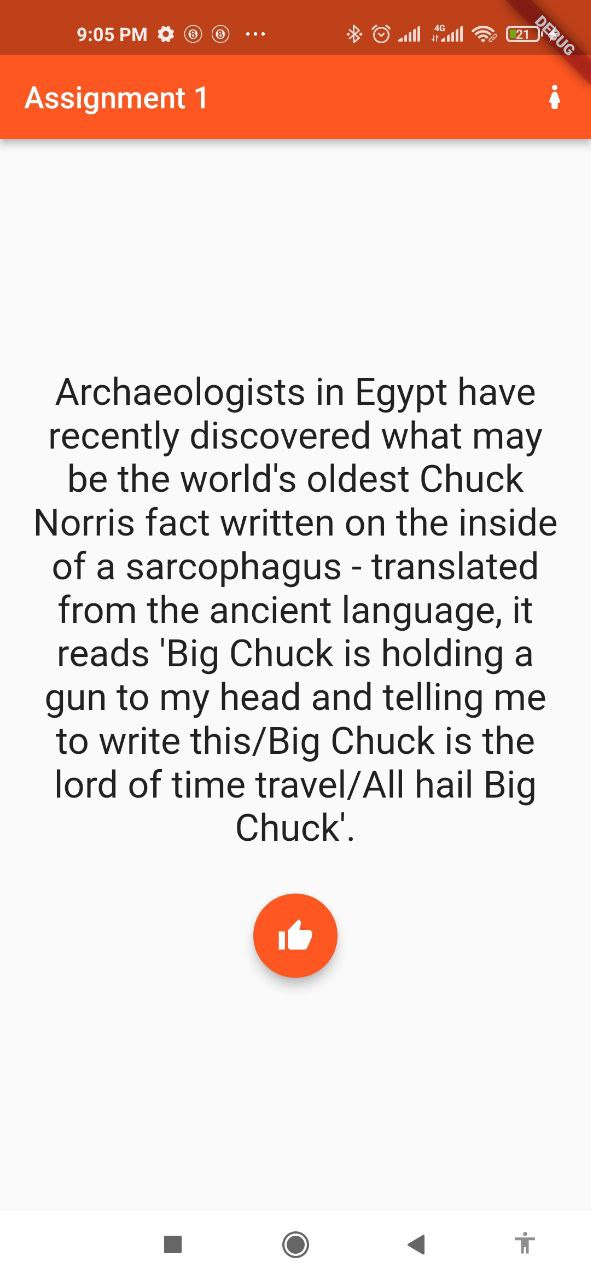 9:05 PM
4G
21
DEBUG
Assignment 1
Archaeologists in Egypt have
recently discovered what may
be the world's oldest Chuck
Norris fact written on the inside
of a sarcophagus - translated
from the ancient language, it
reads 'Big Chuck is holding a
gun to my head and telling me
to write this/Big Chuck is the
lord of time travel/All hail Big
Chuck'.